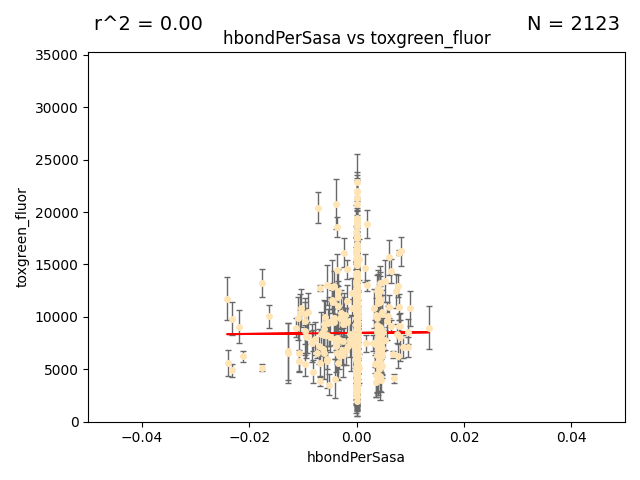 r^2 = 0.00
N = 2123
hbondPerSasa vs toxgreen_fluor
35000
30000
25000
20000
15000
10000
5000
0
toxgreen_fluor
−0.04
−0.02
0.00
0.02
0.04
hbondPerSasa